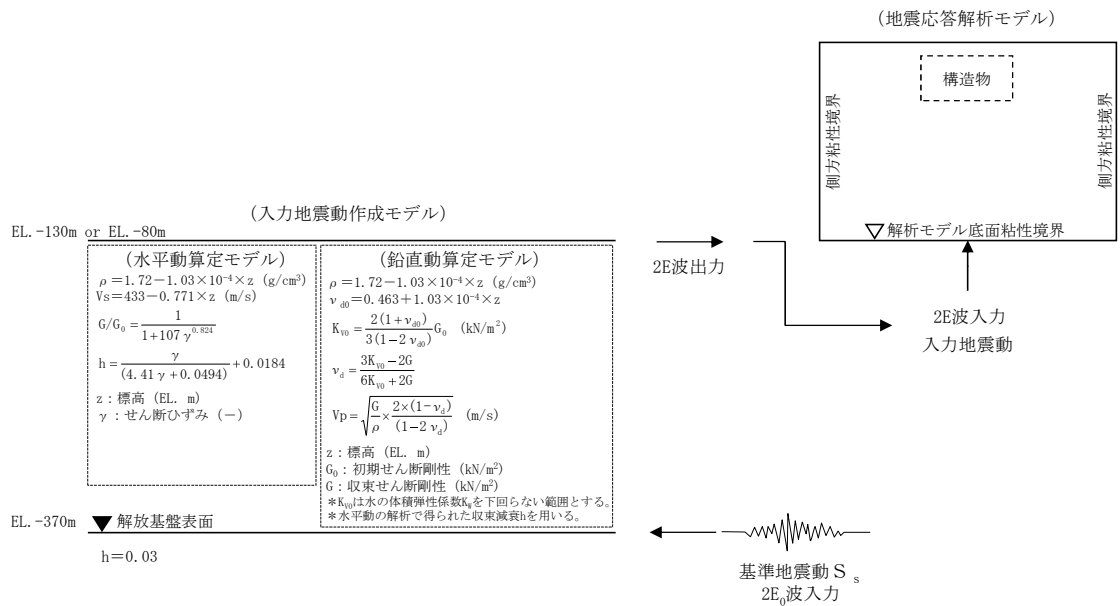 (地震応答解析モデル)
構造物
側方粘性境界
側方粘性境界
▽解析モデル底面粘性境界
(入力地震動作成モデル)
EL.-130m or EL.-80m
(水平動算定モデル)
ρ=1.72-1.03×10⁻⁴×z (g/cm³)
Vs=433-0.771×z (m/s)
G/G₀=1/(1+107γ^0.824)
h=γ/(4.41γ+0.0494)+0.0184
z:標高 (EL. m)
γ:せん断ひずみ (-)
(鉛直動算定モデル)
ρ=1.72-1.03×10⁻⁴×z (g/cm³)
ν_d0=0.463+1.03×10⁻⁴×z
K_V0=2(1+ν_d0)/3(1-2ν_d0) G₀ (kN/m²)
ν_d=(3K_V0-2G)/(6K_V0+2G)
Vp=√(G/ρ×2×(1-ν_d)/(1-2ν_d)) (m/s)
z:標高 (EL. m)
G₀:初期せん断剛性 (kN/m²)
G:収束せん断剛性 (kN/m²)
*K_V0は水の体積弾性係数K_Wを下回らない範囲とする。
*水平動の解析で得られた収束減衰hを用いる。
2E波出力
2E波入力
入力地震動
EL.-370m ▼解放基盤表面
h=0.03
基準地震動Ss
2E₀波入力